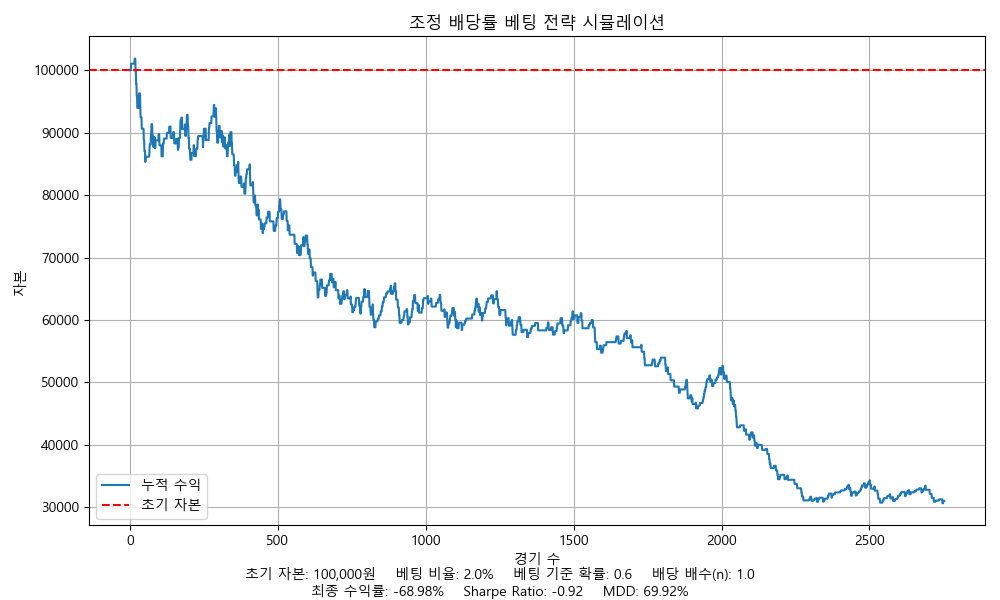 조정 배당률 베팅 전략 시뮬레이션
자본
100000
90000
80000
70000
60000
50000
40000
30000
누적 수익
초기 자본
0
500
1000
1500
2000
2500
경기 수
초기 자본: 100,000원 베팅 비율: 2.0% 베팅 기준 확률: 0.6 배당 배수(n): 1.0
최종 수익률: -68.98% Sharpe Ratio: -0.92 MDD: 69.92%